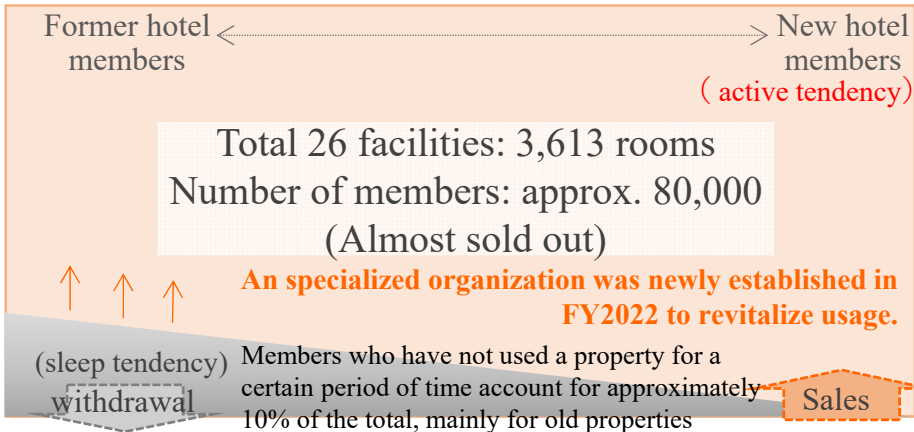 Former hotel
members
New hotel
members
( active tendency)
Total 26 facilities: 3,613 rooms
Number of members: approx. 80,000
(Almost sold out)
An specialized organization was newly established in
FY2022 to revitalize usage.
(sleep tendency)
withdrawal
Members who have not used a property for a
certain period of time account for approximately
10% of the total, mainly for old properties
Sales